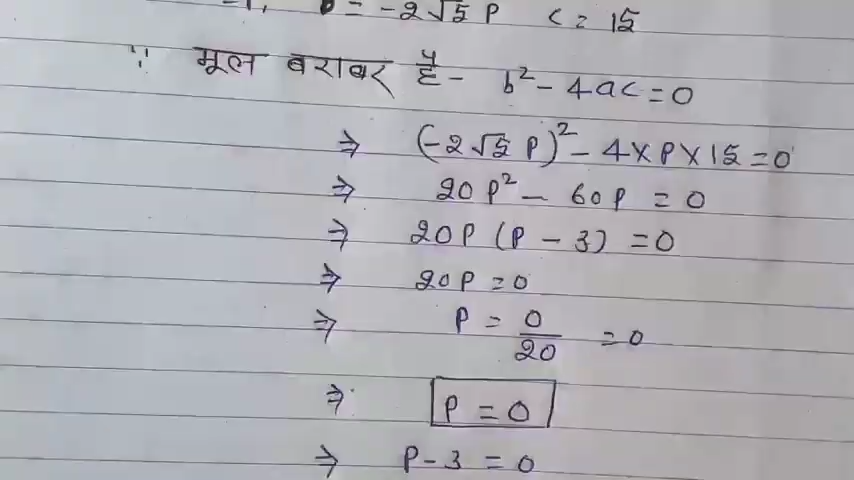 = -2√5 P c = 15
∵ मूल बराबर है - b² - 4ac = 0
⇒ (-2√5 P)² - 4 × P × 15 = 0
⇒ 20P² - 60P = 0
⇒ 20P (P - 3) = 0
⇒ 20P = 0
⇒ P = 0/20 = 0
⇒ P = 0
⇒ P - 3 = 0